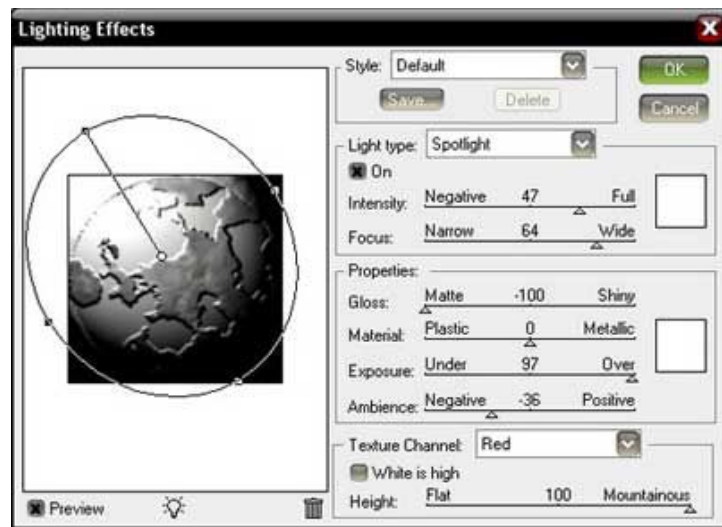 Lighting Effects
Style: Default
OK
Save...
Delete
Cancel
Light type: Spotlight
On
Intensity: Negative 47 Full
Focus: Narrow 64 Wide
Properties:
Gloss: Matte -100 Shiny
Material: Plastic 0 Metallic
Exposure: Under 97 Over
Ambience: Negative -36 Positive
Texture Channel: Red
White is high
Height: Flat 100 Mountainous
Preview